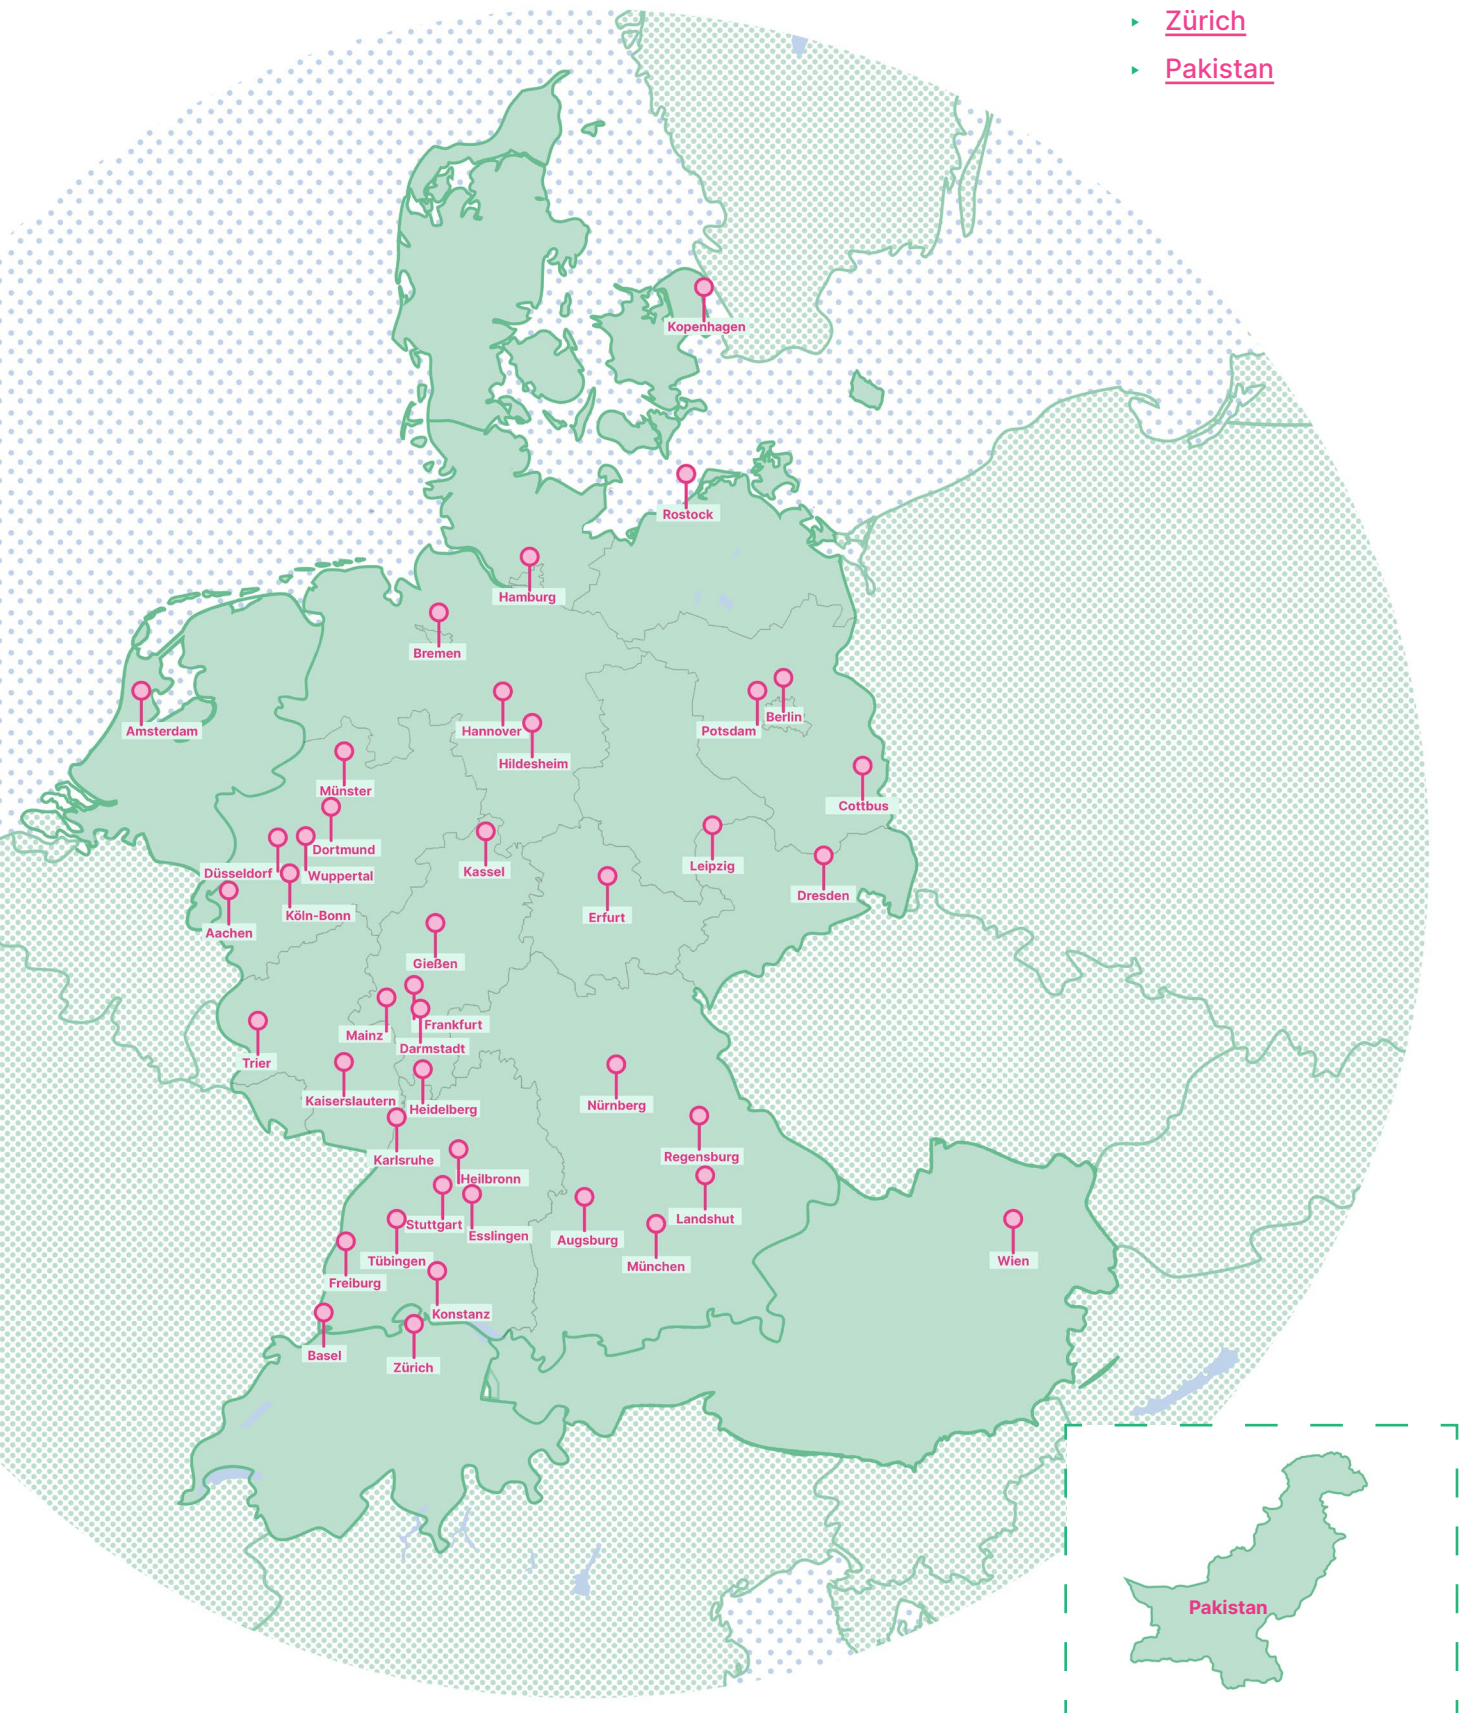 Zürich
Pakistan
Kopenhagen
Rostock
Hamburg
Bremen
Amsterdam
Hannover
Potsdam
Berlin
Hildesheim
Münster
Cottbus
Dortmund
Düsseldorf
Wuppertal
Kassel
Leipzig
Dresden
Köln-Bonn
Erfurt
Aachen
Gießen
Frankfurt
Mainz
Darmstadt
Trier
Kaiserslautern
Heidelberg
Nürnberg
Karlsruhe
Regensburg
Heilbronn
Landshut
Stuttgart
Esslingen
Augsburg
Tübingen
München
Wien
Freiburg
Konstanz
Basel
Zürich
Pakistan